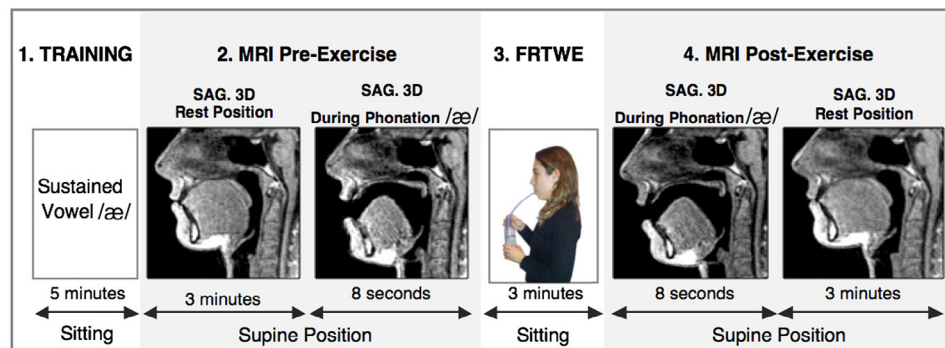 1. TRAINING
2. MRI Pre-Exercise
3. FRTWE
4. MRI Post-Exercise
SAG. 3D
Rest Position
SAG. 3D
During Phonation /æ/
SAG. 3D
During Phonation /æ/
SAG. 3D
Rest Position
Sustained
Vowel /æ/
5 minutes
3 minutes
8 seconds
3 minutes
8 seconds
3 minutes
Sitting
Supine Position
Sitting
Supine Position